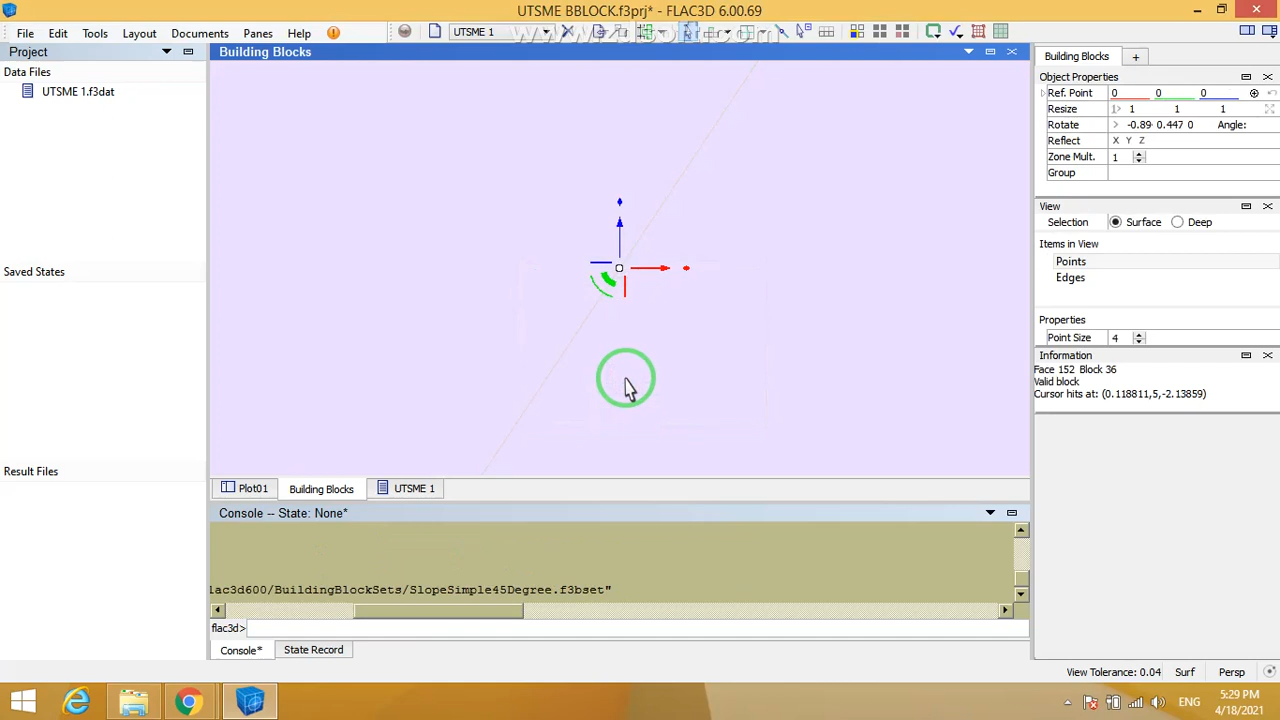 UTSME BBLOCK.f3prj* - FLAC3D 6.00.69
File Edit Tools Layout Documents Panes Help
UTSME 1
Project
Data Files
UTSME 1.f3dat
Saved States
Result Files
Building Blocks
Plot01 Building Blocks UTSME 1
Console -- State: None*
lac3d600/BuildingBlockSets/SlopeSimple45Degree.f3bset"
flac3d>
Console* State Record
Building Blocks +
Object Properties
Ref. Point 0 0 0
Resize 1 1 1
Rotate -0.89 0.447 0 Angle:
Reflect X Y Z
Zone Mult. 1
Group
View
Selection Surface Deep
Items in View
Points
Edges
Properties
Point Size 4
Information
Face 152 Block 36
Valid block
Cursor hits at: (0.118811,5,-2.13859)
View Tolerance: 0.04 Surf Persp
ENG
5:29 PM
4/18/2021